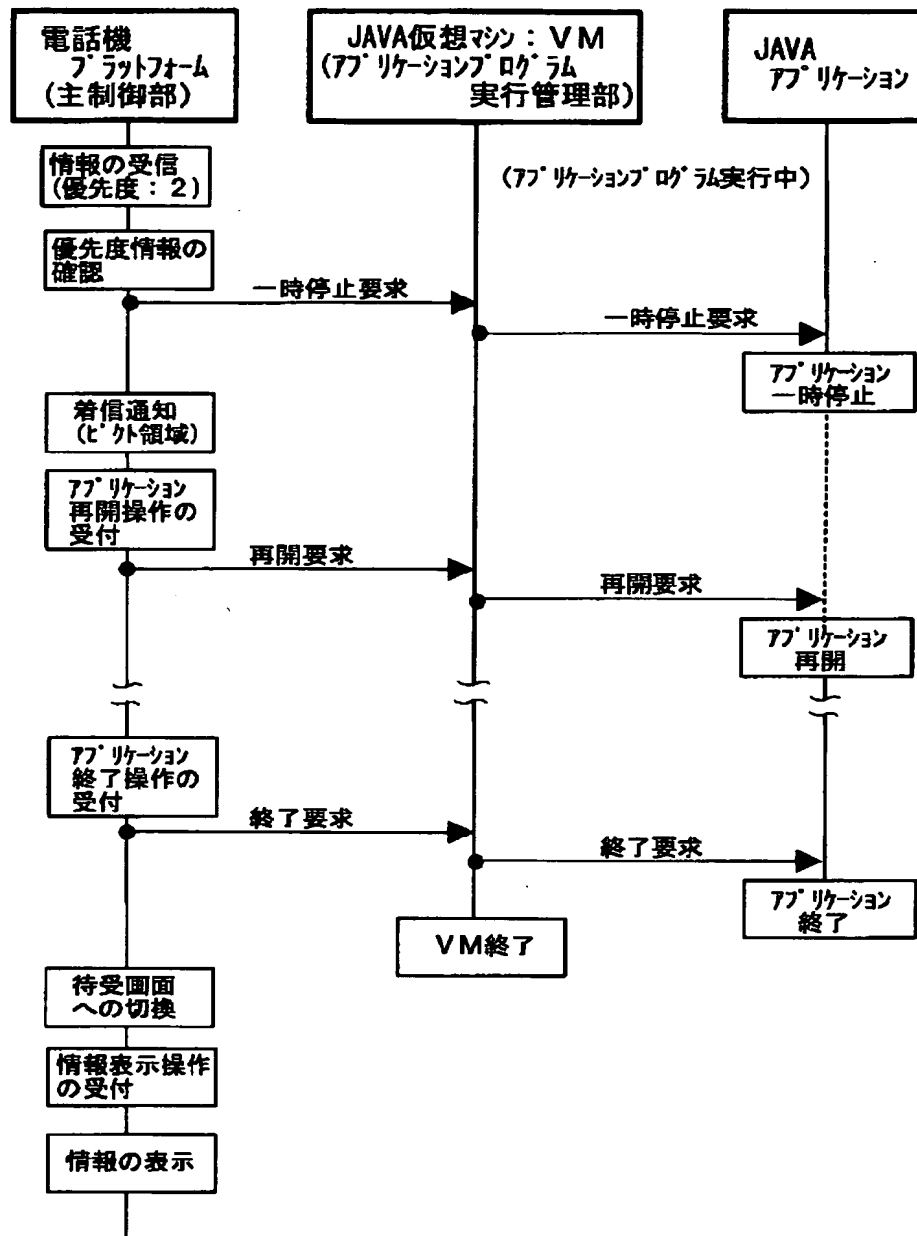 電話機
プラットフォーム
(主制御部)
JAVA仮想マシン:VM
(アプリケーションプログラム
実行管理部)
JAVA
アプリケーション
情報の受信
(優先度:2)
(アプリケーションプログラム実行中)
優先度情報の
確認
一時停止要求
一時停止要求
アプリケーション
一時停止
着信通知
(ピクト領域)
アプリケーション
再開操作の
受付
再開要求
再開要求
アプリケーション
再開
アプリケーション
終了操作の
受付
終了要求
終了要求
アプリケーション
終了
VM終了
待受画面
への切換
情報表示操作
の受付
情報の表示